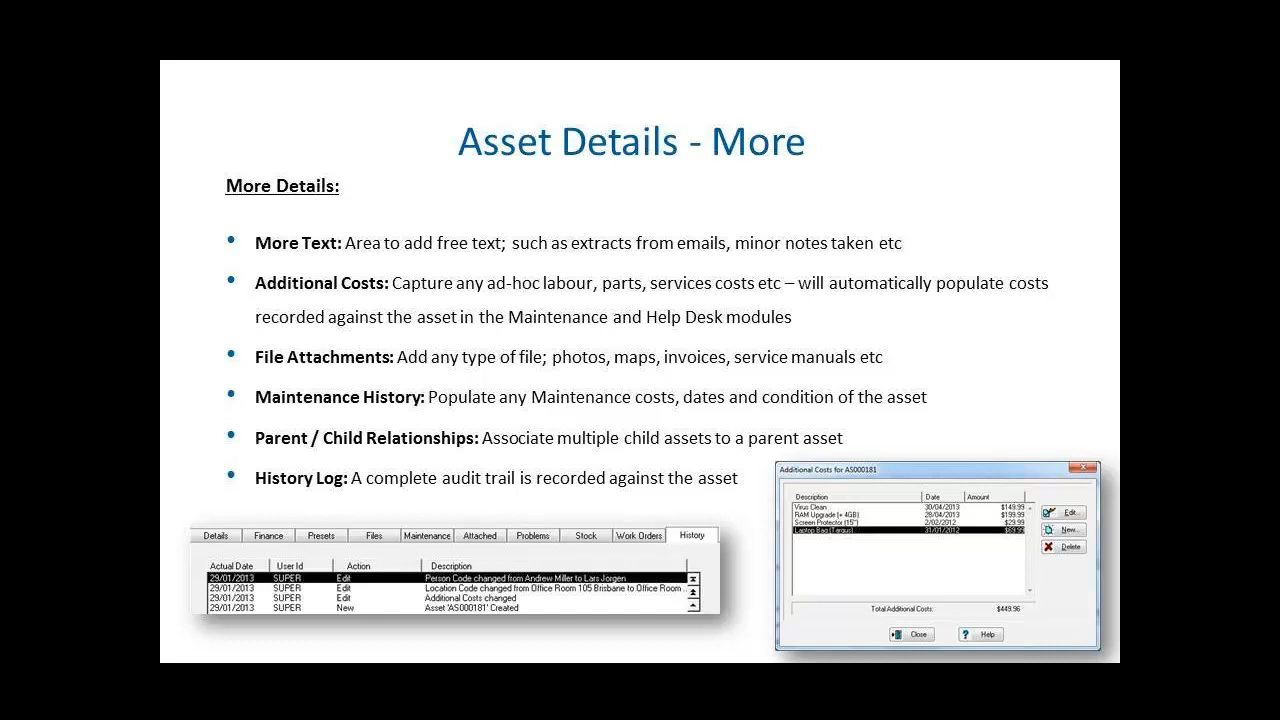 Asset Details - More
More Details:
• More Text: Area to add free text; such as extracts from emails, minor notes taken etc
• Additional Costs: Capture any ad-hoc labour, parts, services costs etc – will automatically populate costs
recorded against the asset in the Maintenance and Help Desk modules
• File Attachments: Add any type of file; photos, maps, invoices, service manuals etc
• Maintenance History: Populate any Maintenance costs, dates and condition of the asset
• Parent / Child Relationships: Associate multiple child assets to a parent asset
• History Log: A complete audit trail is recorded against the asset
Details Finance Presets Files Maintenance Attached Problems Stock Work Orders History
Actual Date User Id Action Description
29/01/2013 SUPER Edit Person Code changed from Andrew Miller to Lars Jorgen
29/01/2013 SUPER Edit Location Code changed from Office Room 105 Brisbane to Office Room ..
29/01/2013 SUPER Edit Additional Costs changed
29/01/2013 SUPER New Asset 'AS000181' Created
Additional Costs for AS000181
Description Date Amount
Virus Clean 30/04/2013 $149.99
RAM Upgrade (+ 4GB) 28/04/2013 $199.99
Screen Protector (15") 2/02/2012 $29.99
Laptop Bag (Targus) 31/01/2012
Edit..
New..
Delete
Total Additional Costs: $449.96
Close Help